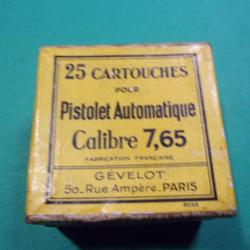 25 CARTOUCHES
POUR
Pistolet Automatique
Calibre 7,65
FABRICATION FRANÇAISE
GÉVELOT
50, Rue Ampère, PARIS